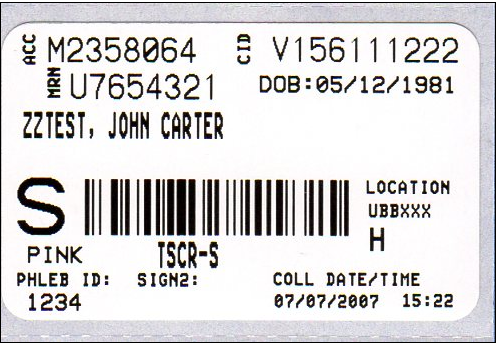 ACC M2358064 CID V156111222
MRN U7654321 DOB:05/12/1981
ZZTEST, JOHN CARTER
S
LOCATION
UBBXXX
H
PINK TSCR-S
PHLEB ID: SIGN2: COLL DATE/TIME
1234 07/07/2007 15:22